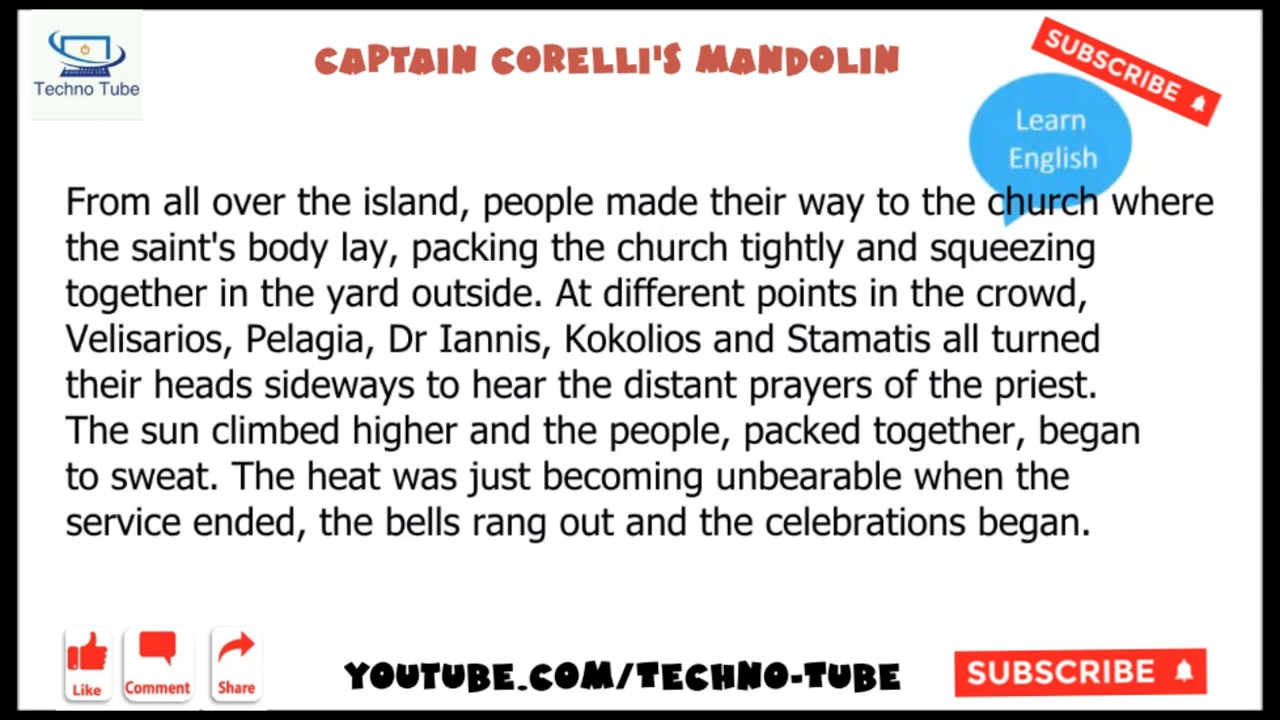 Techno Tube
CAPTAIN CORELLI'S MANDOLIN
SUBSCRIBE
Learn
English
From all over the island, people made their way to the church where
the saint's body lay, packing the church tightly and squeezing
together in the yard outside. At different points in the crowd,
Velisarios, Pelagia, Dr Iannis, Kokolios and Stamatis all turned
their heads sideways to hear the distant prayers of the priest.
The sun climbed higher and the people, packed together, began
to sweat. The heat was just becoming unbearable when the
service ended, the bells rang out and the celebrations began.
Like
Comment
Share
YOUTUBE.COM/TECHNO-TUBE
SUBSCRIBE